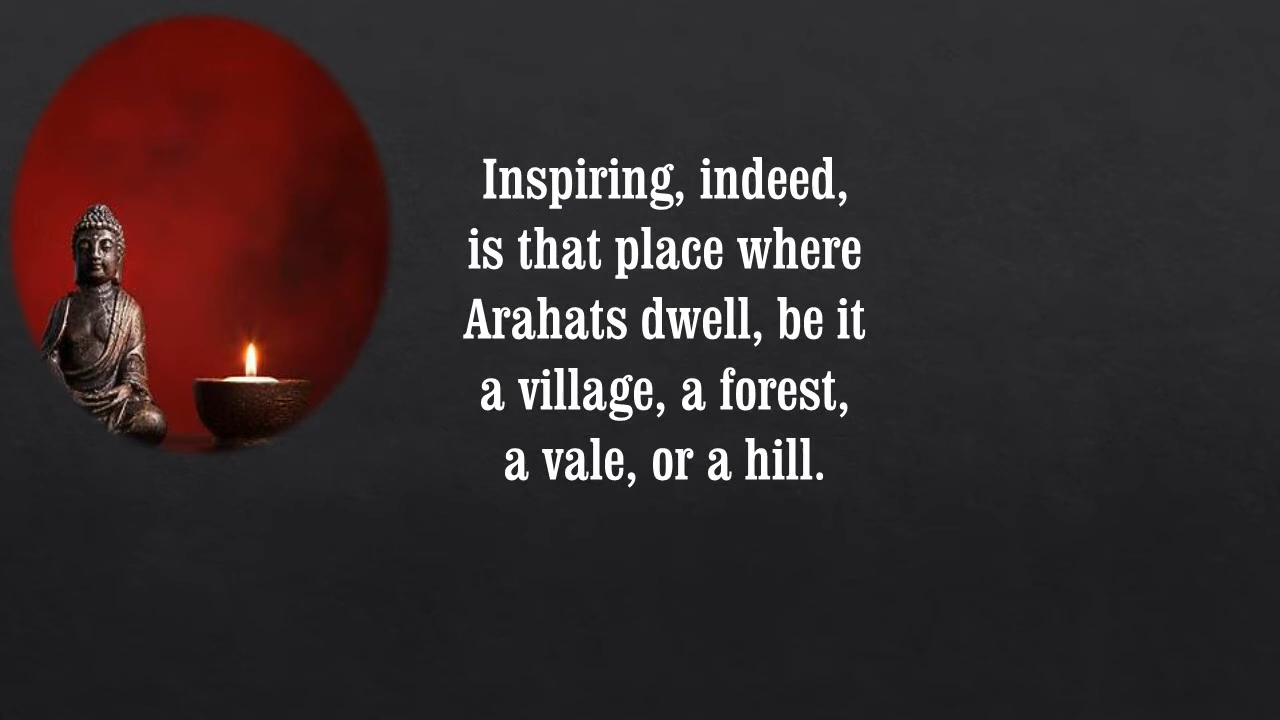 Inspiring, indeed,
is that place where
Arahats dwell, be it
a village, a forest,
a vale, or a hill.